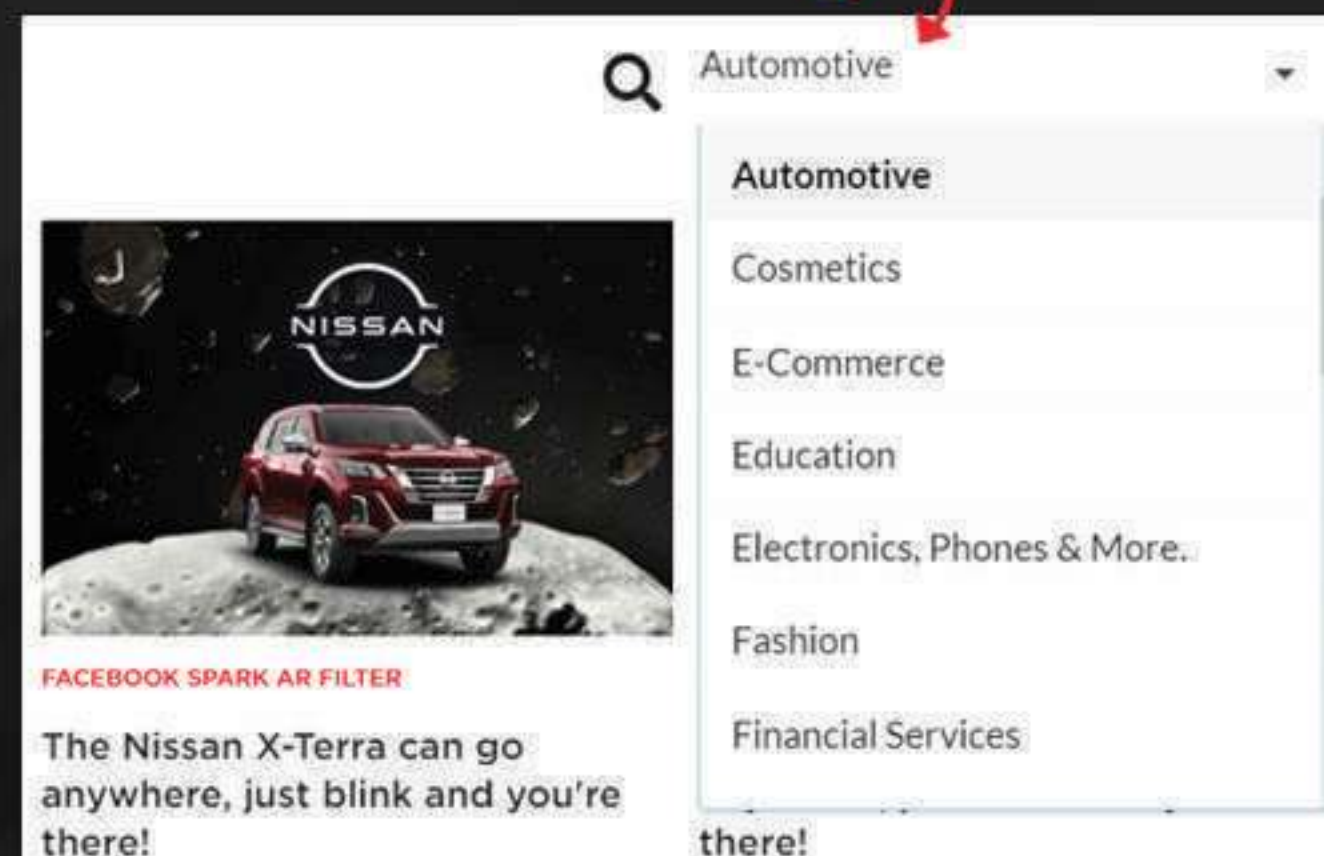 Automotive
Automotive
Cosmetics
E-Commerce
Education
Electronics, Phones & More.
Fashion
Financial Services
NISSAN
FACEBOOK SPARK AR FILTER
The Nissan X-Terra can go
anywhere, just blink and you're
there!
there!